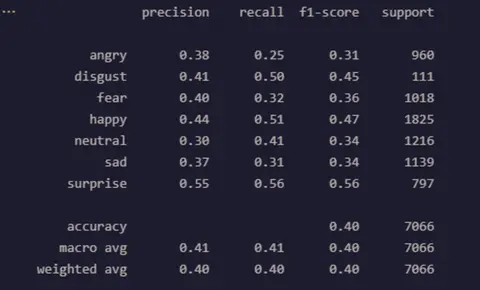 precision recall f1-score support
angry 0.38 0.25 0.31 960
disgust 0.41 0.50 0.45 111
fear 0.40 0.32 0.36 1018
happy 0.44 0.51 0.47 1825
neutral 0.30 0.41 0.34 1216
sad 0.37 0.31 0.34 1139
surprise 0.55 0.56 0.56 797
accuracy 0.40 7066
macro avg 0.41 0.41 0.40 7066
weighted avg 0.40 0.40 0.40 7066